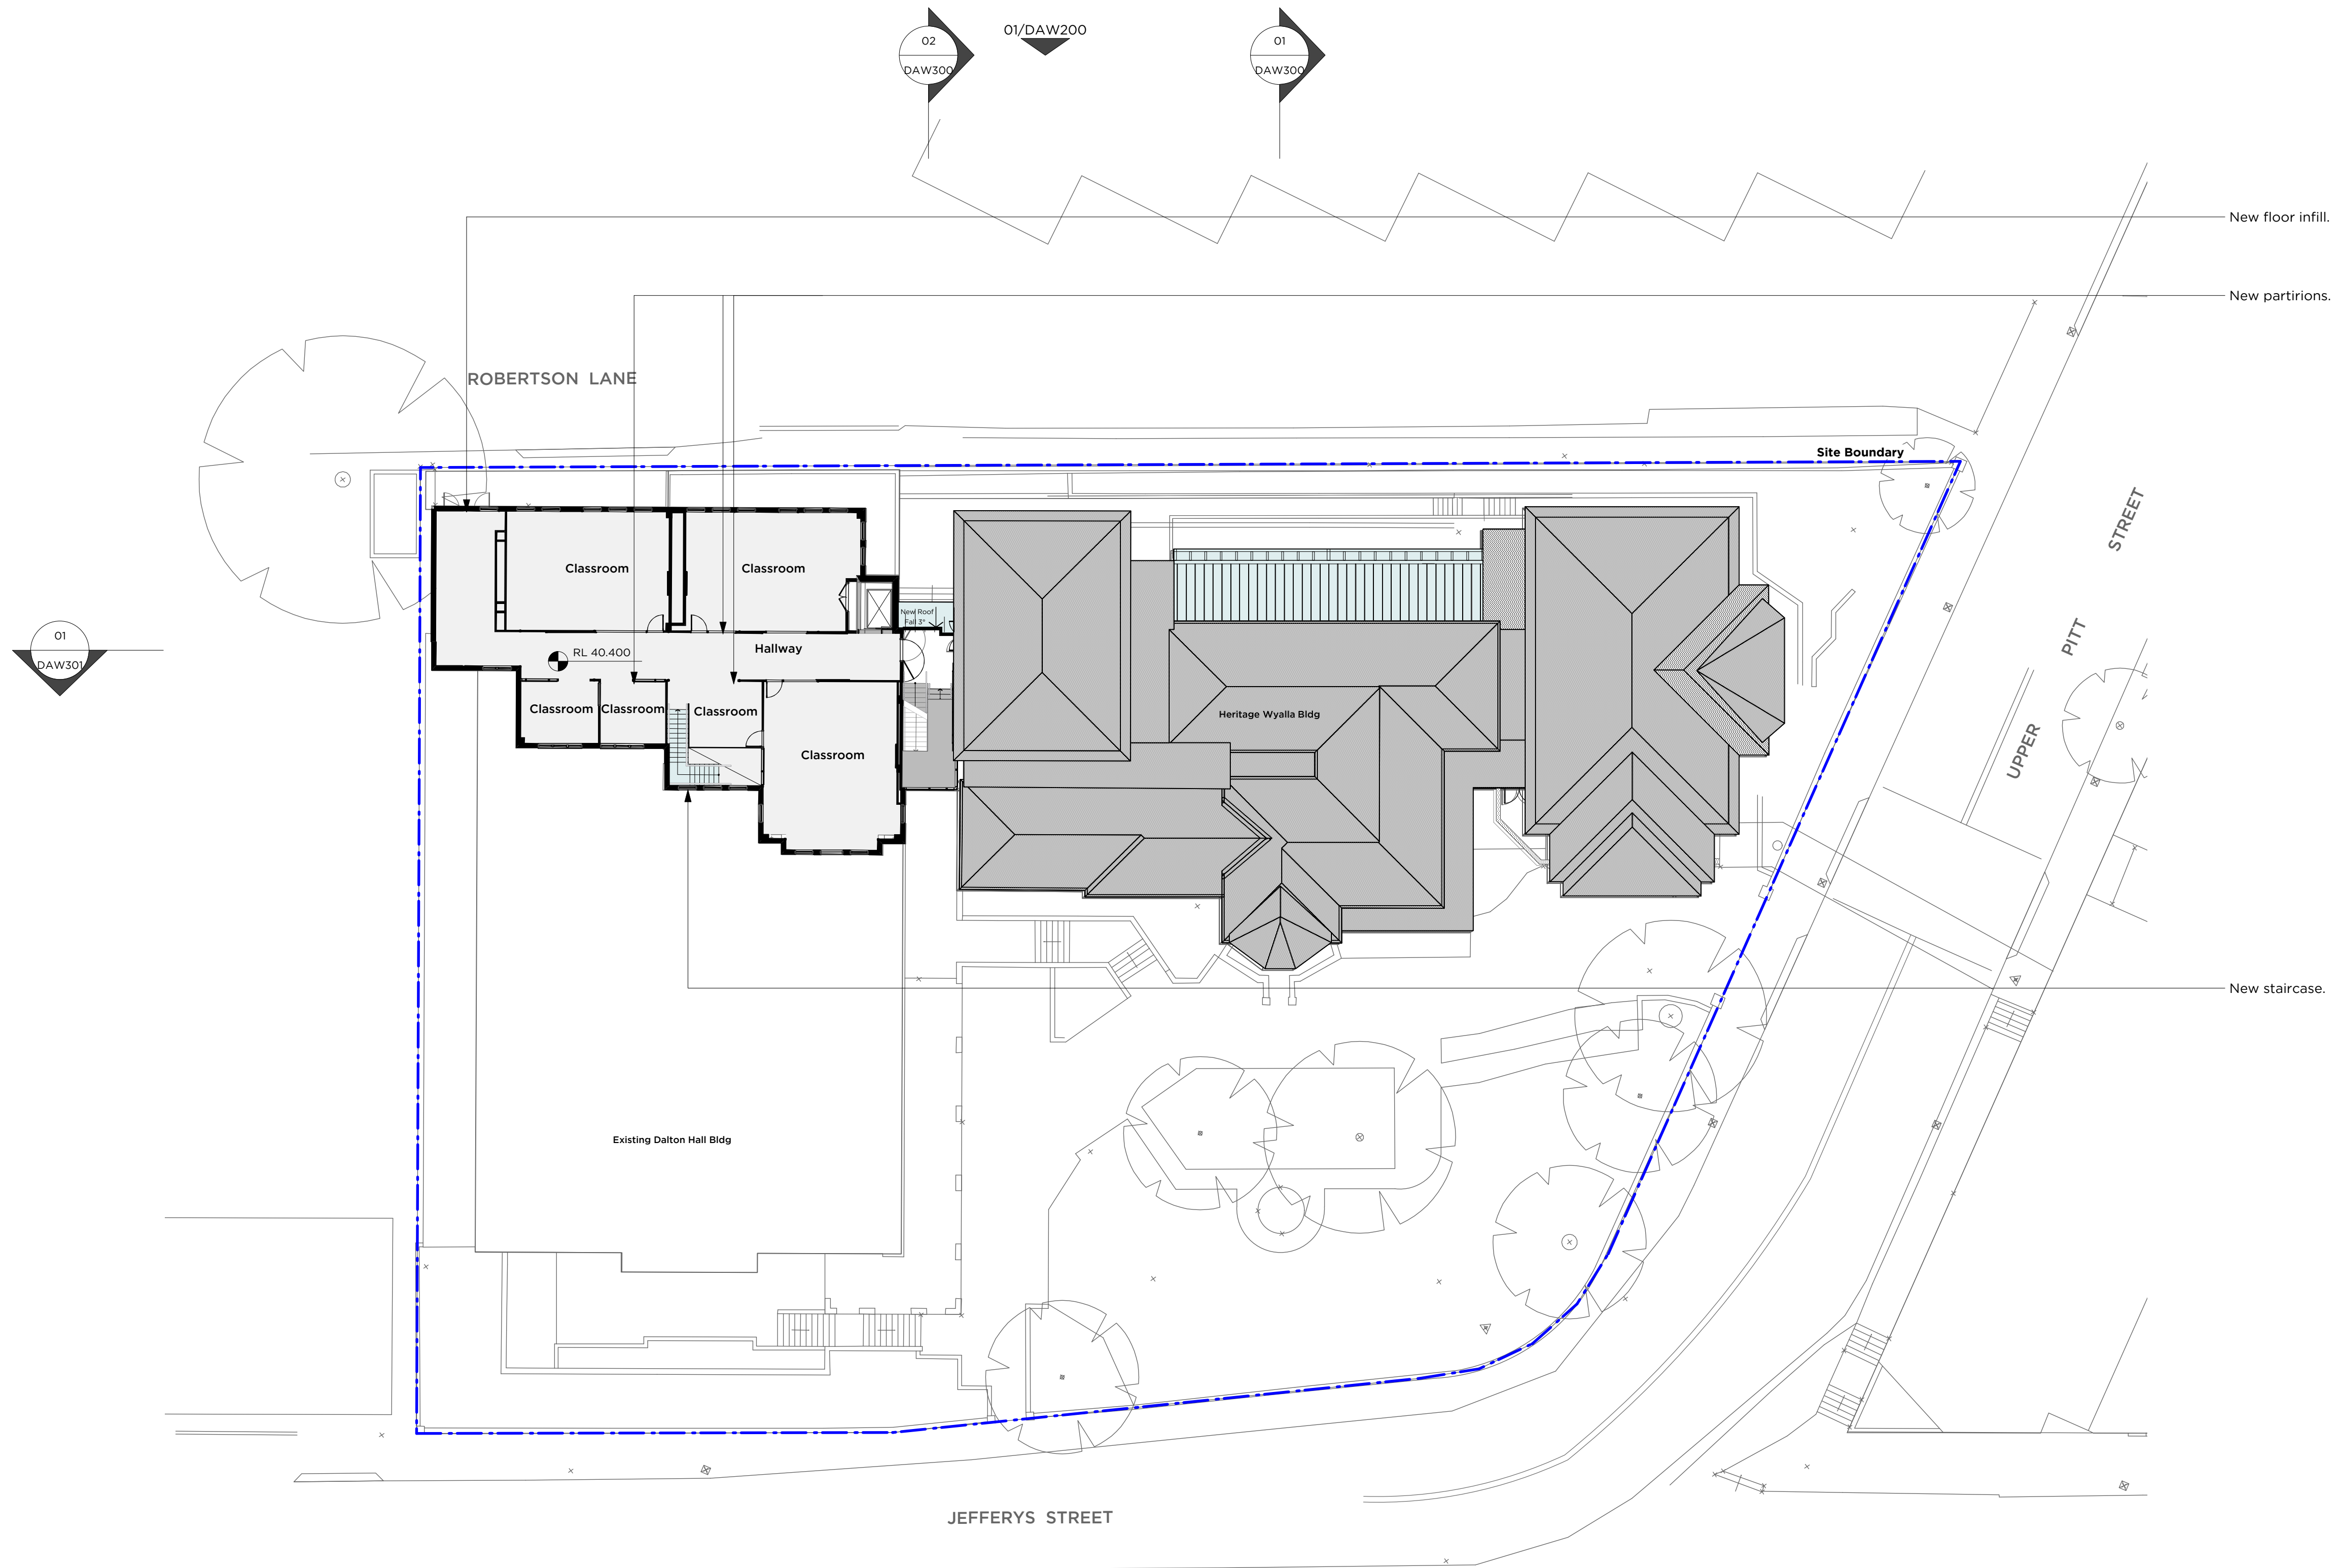 02
DAW300
01/DAW200
01
DAW300
New floor infill.
New partirions.
ROBERTSON LANE
Site Boundary
STREET
PITT
UPPER
Classroom
Classroom
New Roof
Fall 3°
01
DAW301
RL 40.400
Hallway
Classroom
Classroom
Classroom
Classroom
Heritage Wyalla Bldg
New staircase.
Existing Dalton Hall Bldg
JEFFERYS STREET